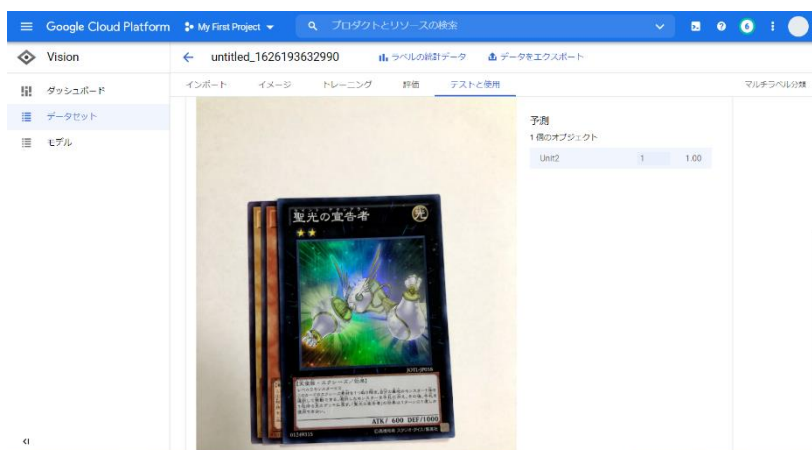 Google Cloud Platform
My First Project
プロダクトとリソースの検索
6
Vision
untitled_1626193632990
ラベルの統計データ
データをエクスポート
ダッシュボード
データセット
モデル
インポート
イメージ
トレーニング
評価
テストと使用
マルチラベル分類
予測
1 個のオブジェクト
Unit2 1 1.00
聖光の宣告者
光
ATK/ 600 DEF/1000